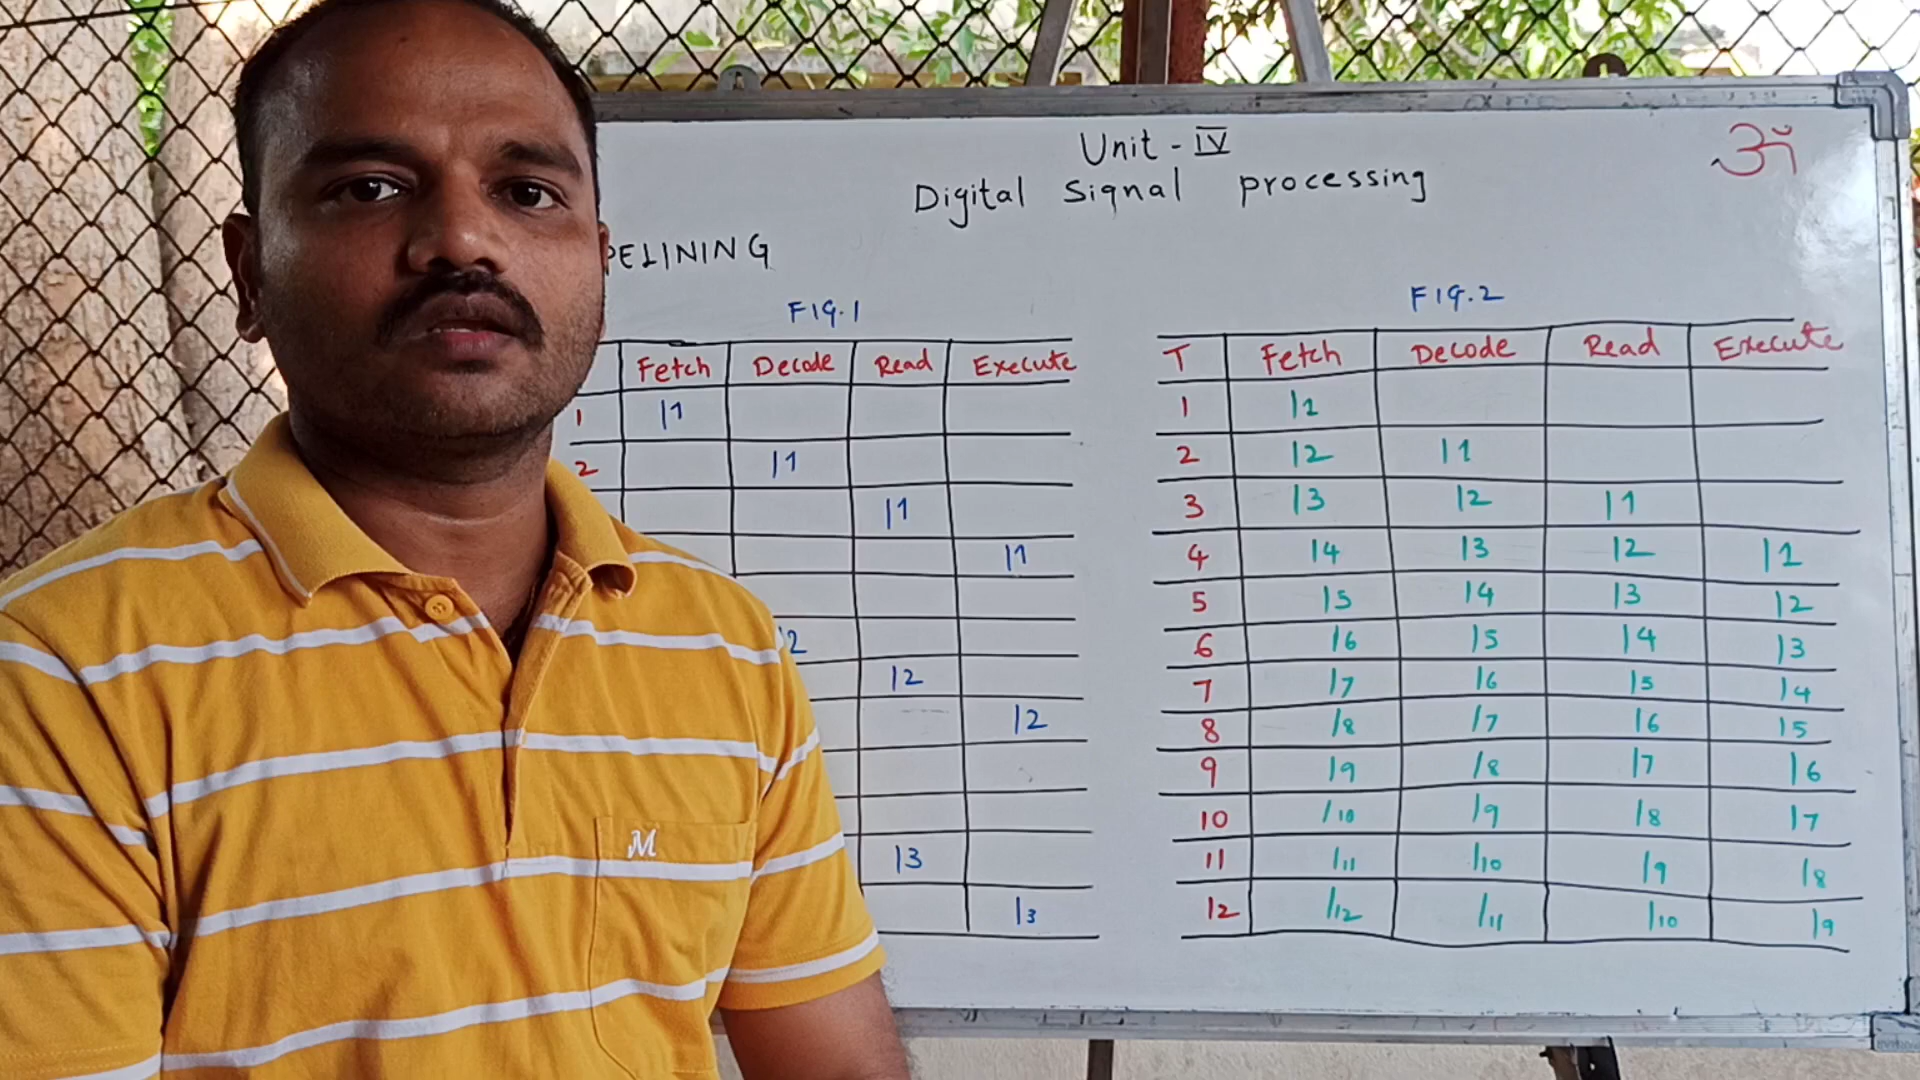 Unit - IV
ॐ
Digital Signal processing
PELINING
FIG.1
Fetch Decode Read Execute
1 I1
2 I1
I1
I1
2
I2
I2
I3
I3
FIG.2
T Fetch Decode Read Execute
1 I2
2 I2 I1
3 I3 I2 I1
4 I4 I3 I2 I1
5 I5 I4 I3 I2
6 I6 I5 I4 I3
7 I7 I6 I5 I4
8 I8 I7 I6 I5
9 I9 I8 I7 I6
10 I10 I9 I8 I7
11 I11 I10 I9 I8
12 I12 I11 I10 I9
M